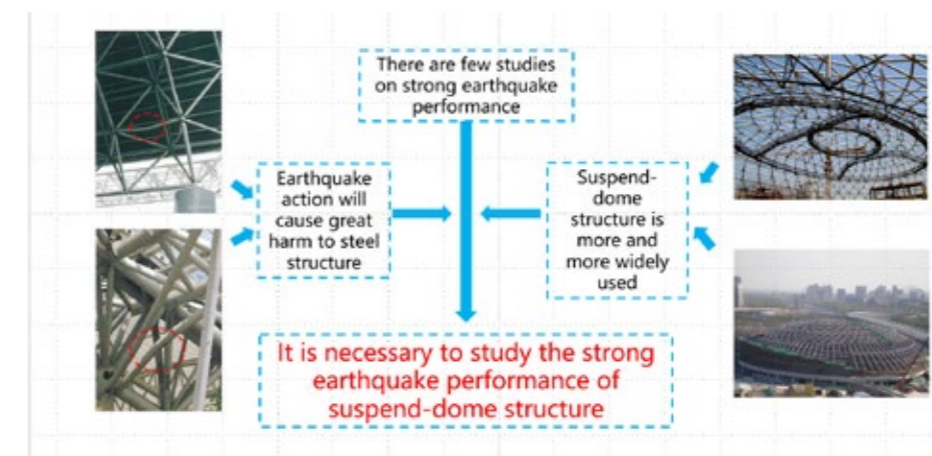 There are few studies
on strong earthquake
performance
Earthquake
action will
cause great
harm to steel
structure
Suspend-
dome
structure is
more and
more widely
used
It is necessary to study the strong
earthquake performance of
suspend-dome structure